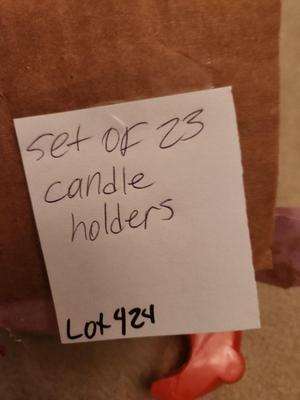 set of 23
candle
holders
Lot 424